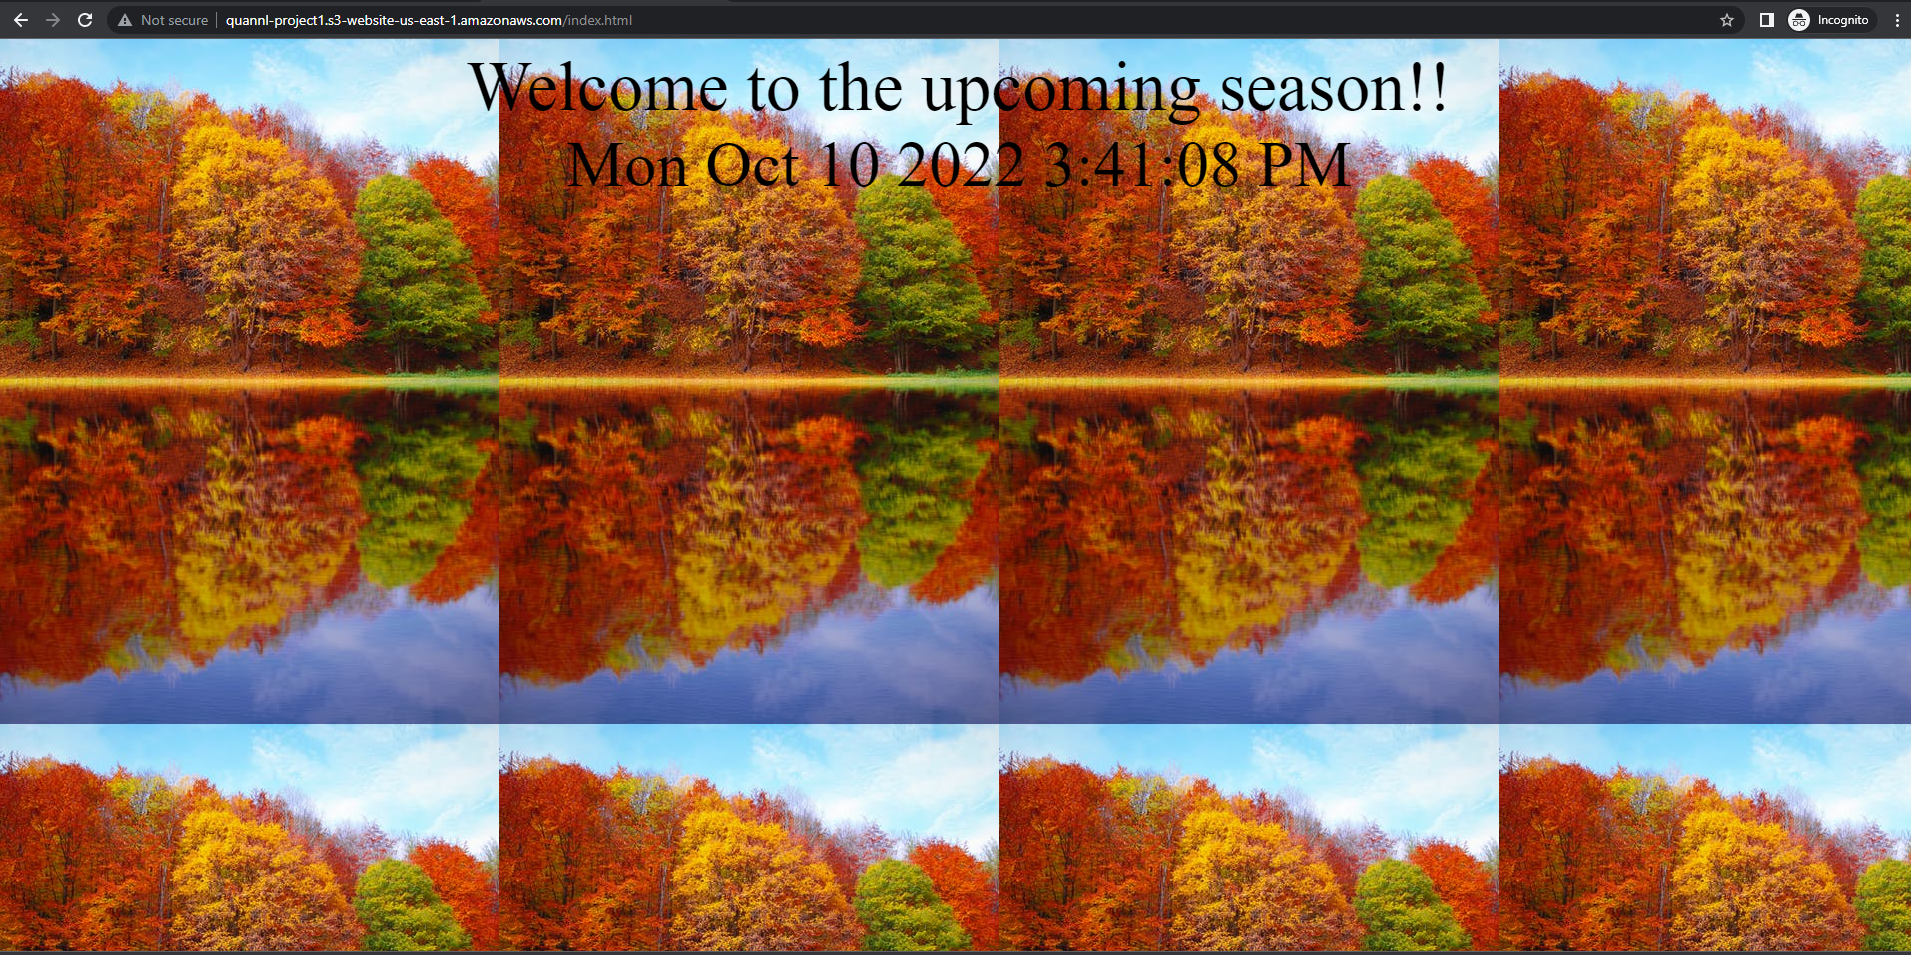 Not secure quannl-project1.s3-website-us-east-1.amazonaws.com/index.html Incognito
Welcome to the upcoming season!!
Mon Oct 10 2022 3:41:08 PM